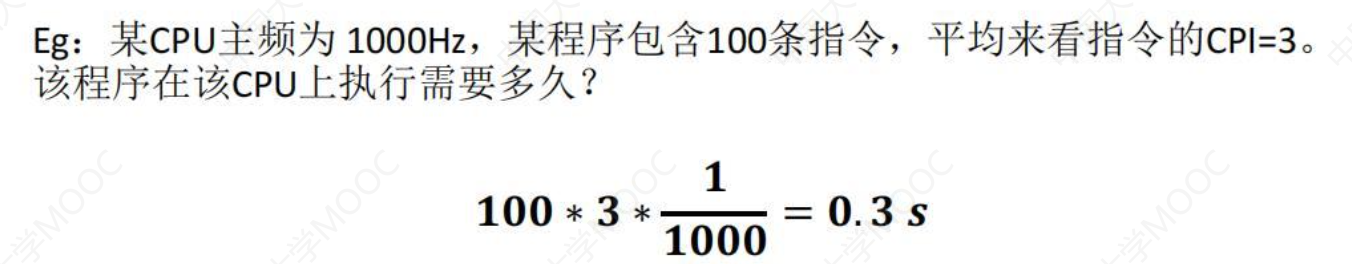 Eg：某CPU主频为 1000Hz，某程序包含100条指令，平均来看指令的CPI=3。
该程序在该CPU上执行需要多久？
100 * 3 * 1/1000 = 0.3 s